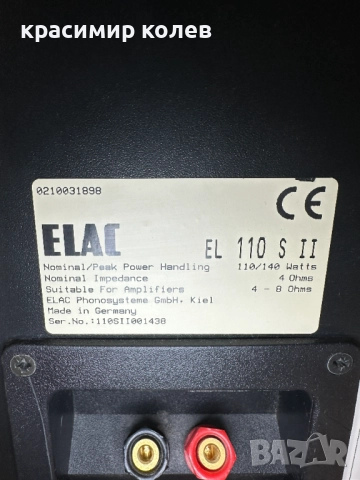 красимир колев
0210031898
CE
ELAC EL 110 S II
Nominal/Peak Power Handling 110/140 Watts
Nominal Impedance 4 Ohms
Suitable For Amplifiers 4 - 8 Ohms
ELAC Phonosysteme GmbH, Kiel
Made in Germany
Ser.No.:110SII001438
BAZAR